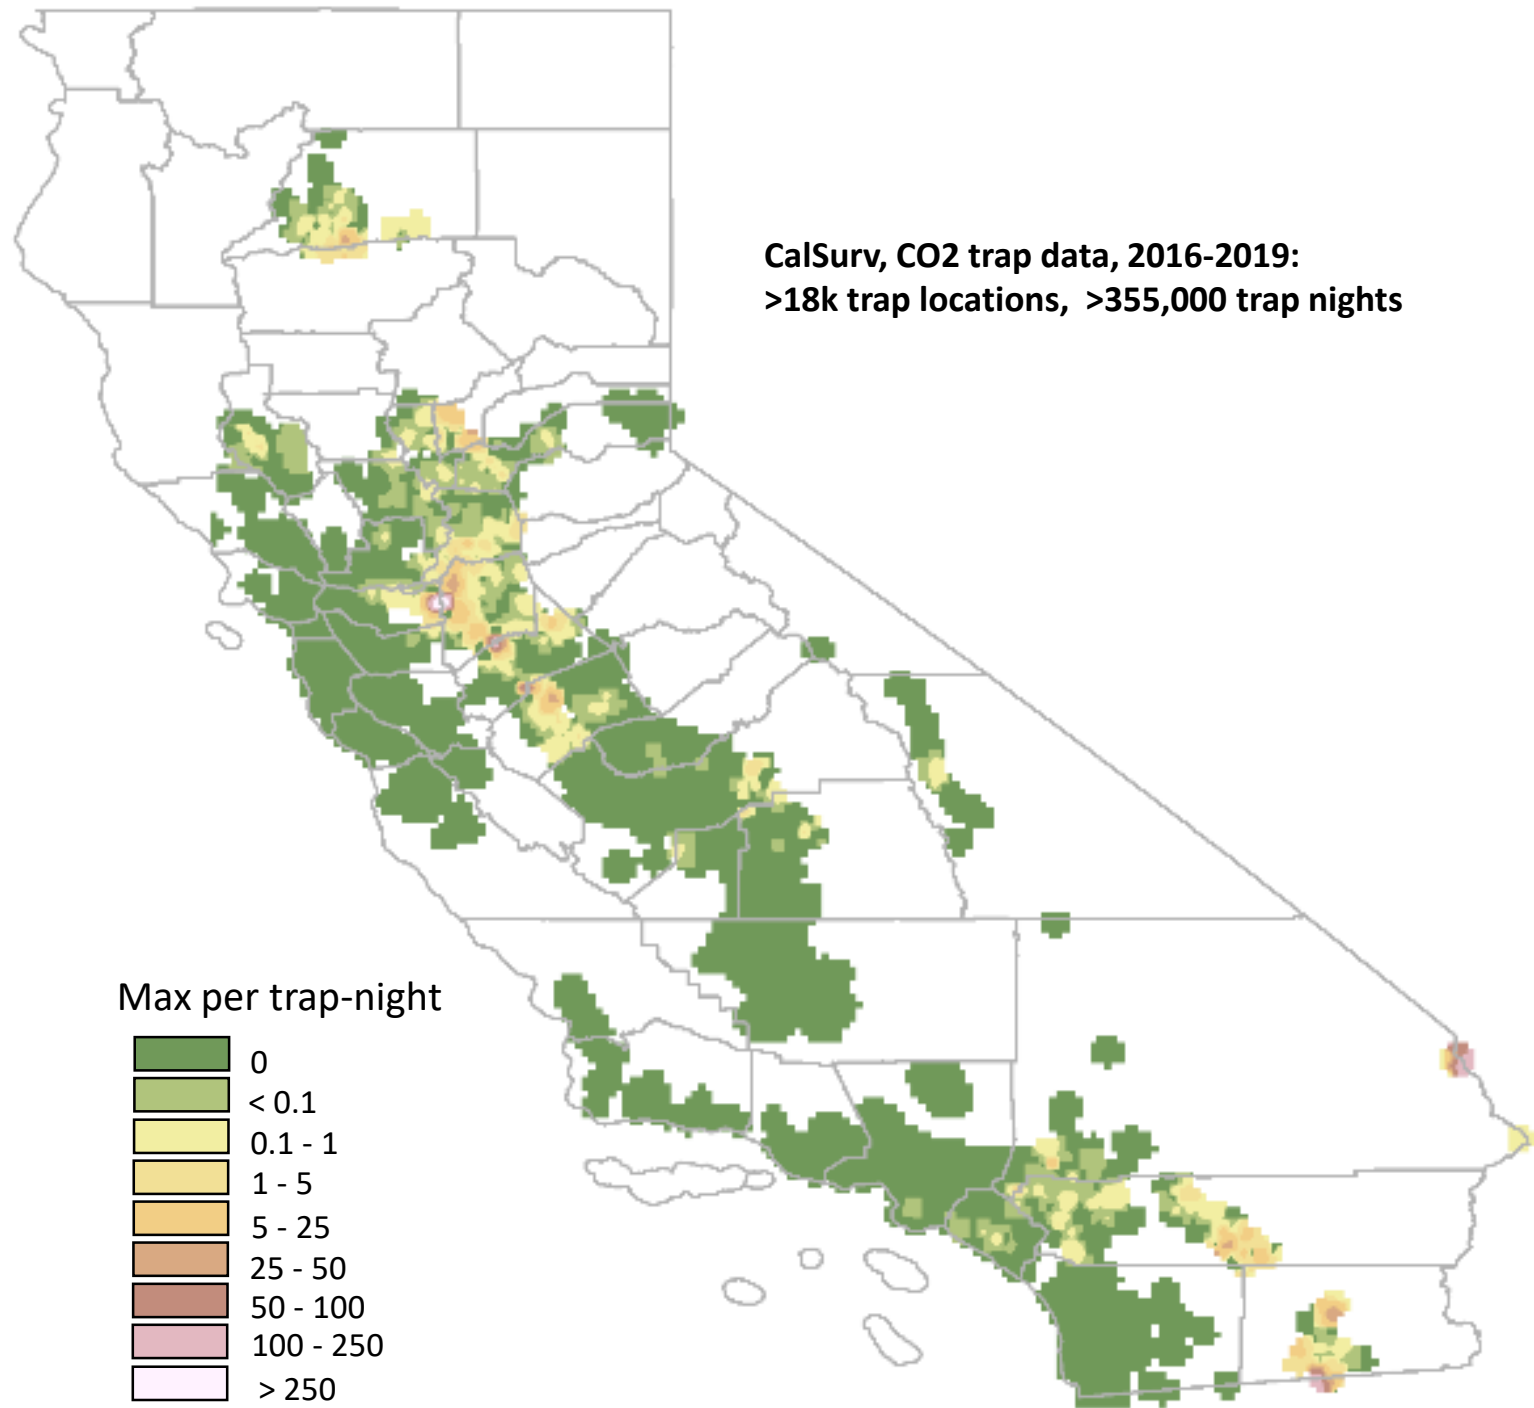 CalSurv, CO2 trap data, 2016-2019:
>18k trap locations,  >355,000 trap nights
Max per trap-night
0
< 0.1
0.1 - 1
1 - 5
5 - 25
25 - 50
50 - 100
100 - 250
> 250